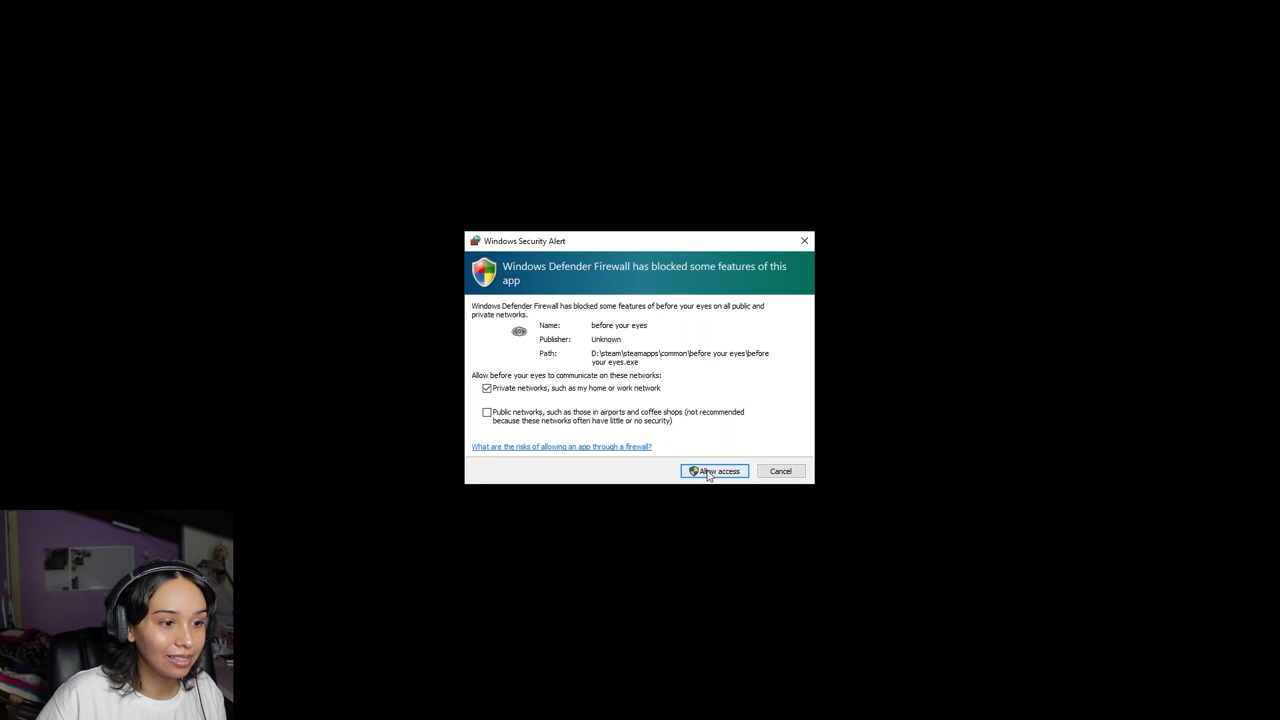 Windows Security Alert
Windows Defender Firewall has blocked some features of this
app
Windows Defender Firewall has blocked some features of before your eyes on all public and
private networks.
Name: before your eyes
Publisher: Unknown
Path: D:\steam\steamapps\common\before your eyes\before
your eyes.exe
Allow before your eyes to communicate on these networks:
Private networks, such as my home or work network
Public networks, such as those in airports and coffee shops (not recommended
because these networks often have little or no security)
What are the risks of allowing an app through a firewall?
Allow access Cancel